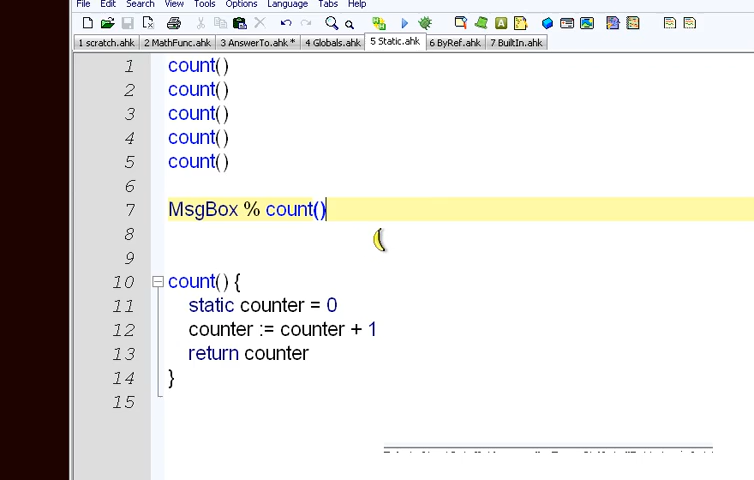 File Edit Search View Tools Options Language Tabs Help
1 scratch.ahk 2 MathFunc.ahk 3 AnswerTo.ahk * 4 Globals.ahk 5 Static.ahk 6 ByRef.ahk 7 BuiltIn.ahk
1 count()
2 count()
3 count()
4 count()
5 count()
6
7 MsgBox % count()
8
9
10 count() {
11 static counter = 0
12 counter := counter + 1
13 return counter
14 }
15